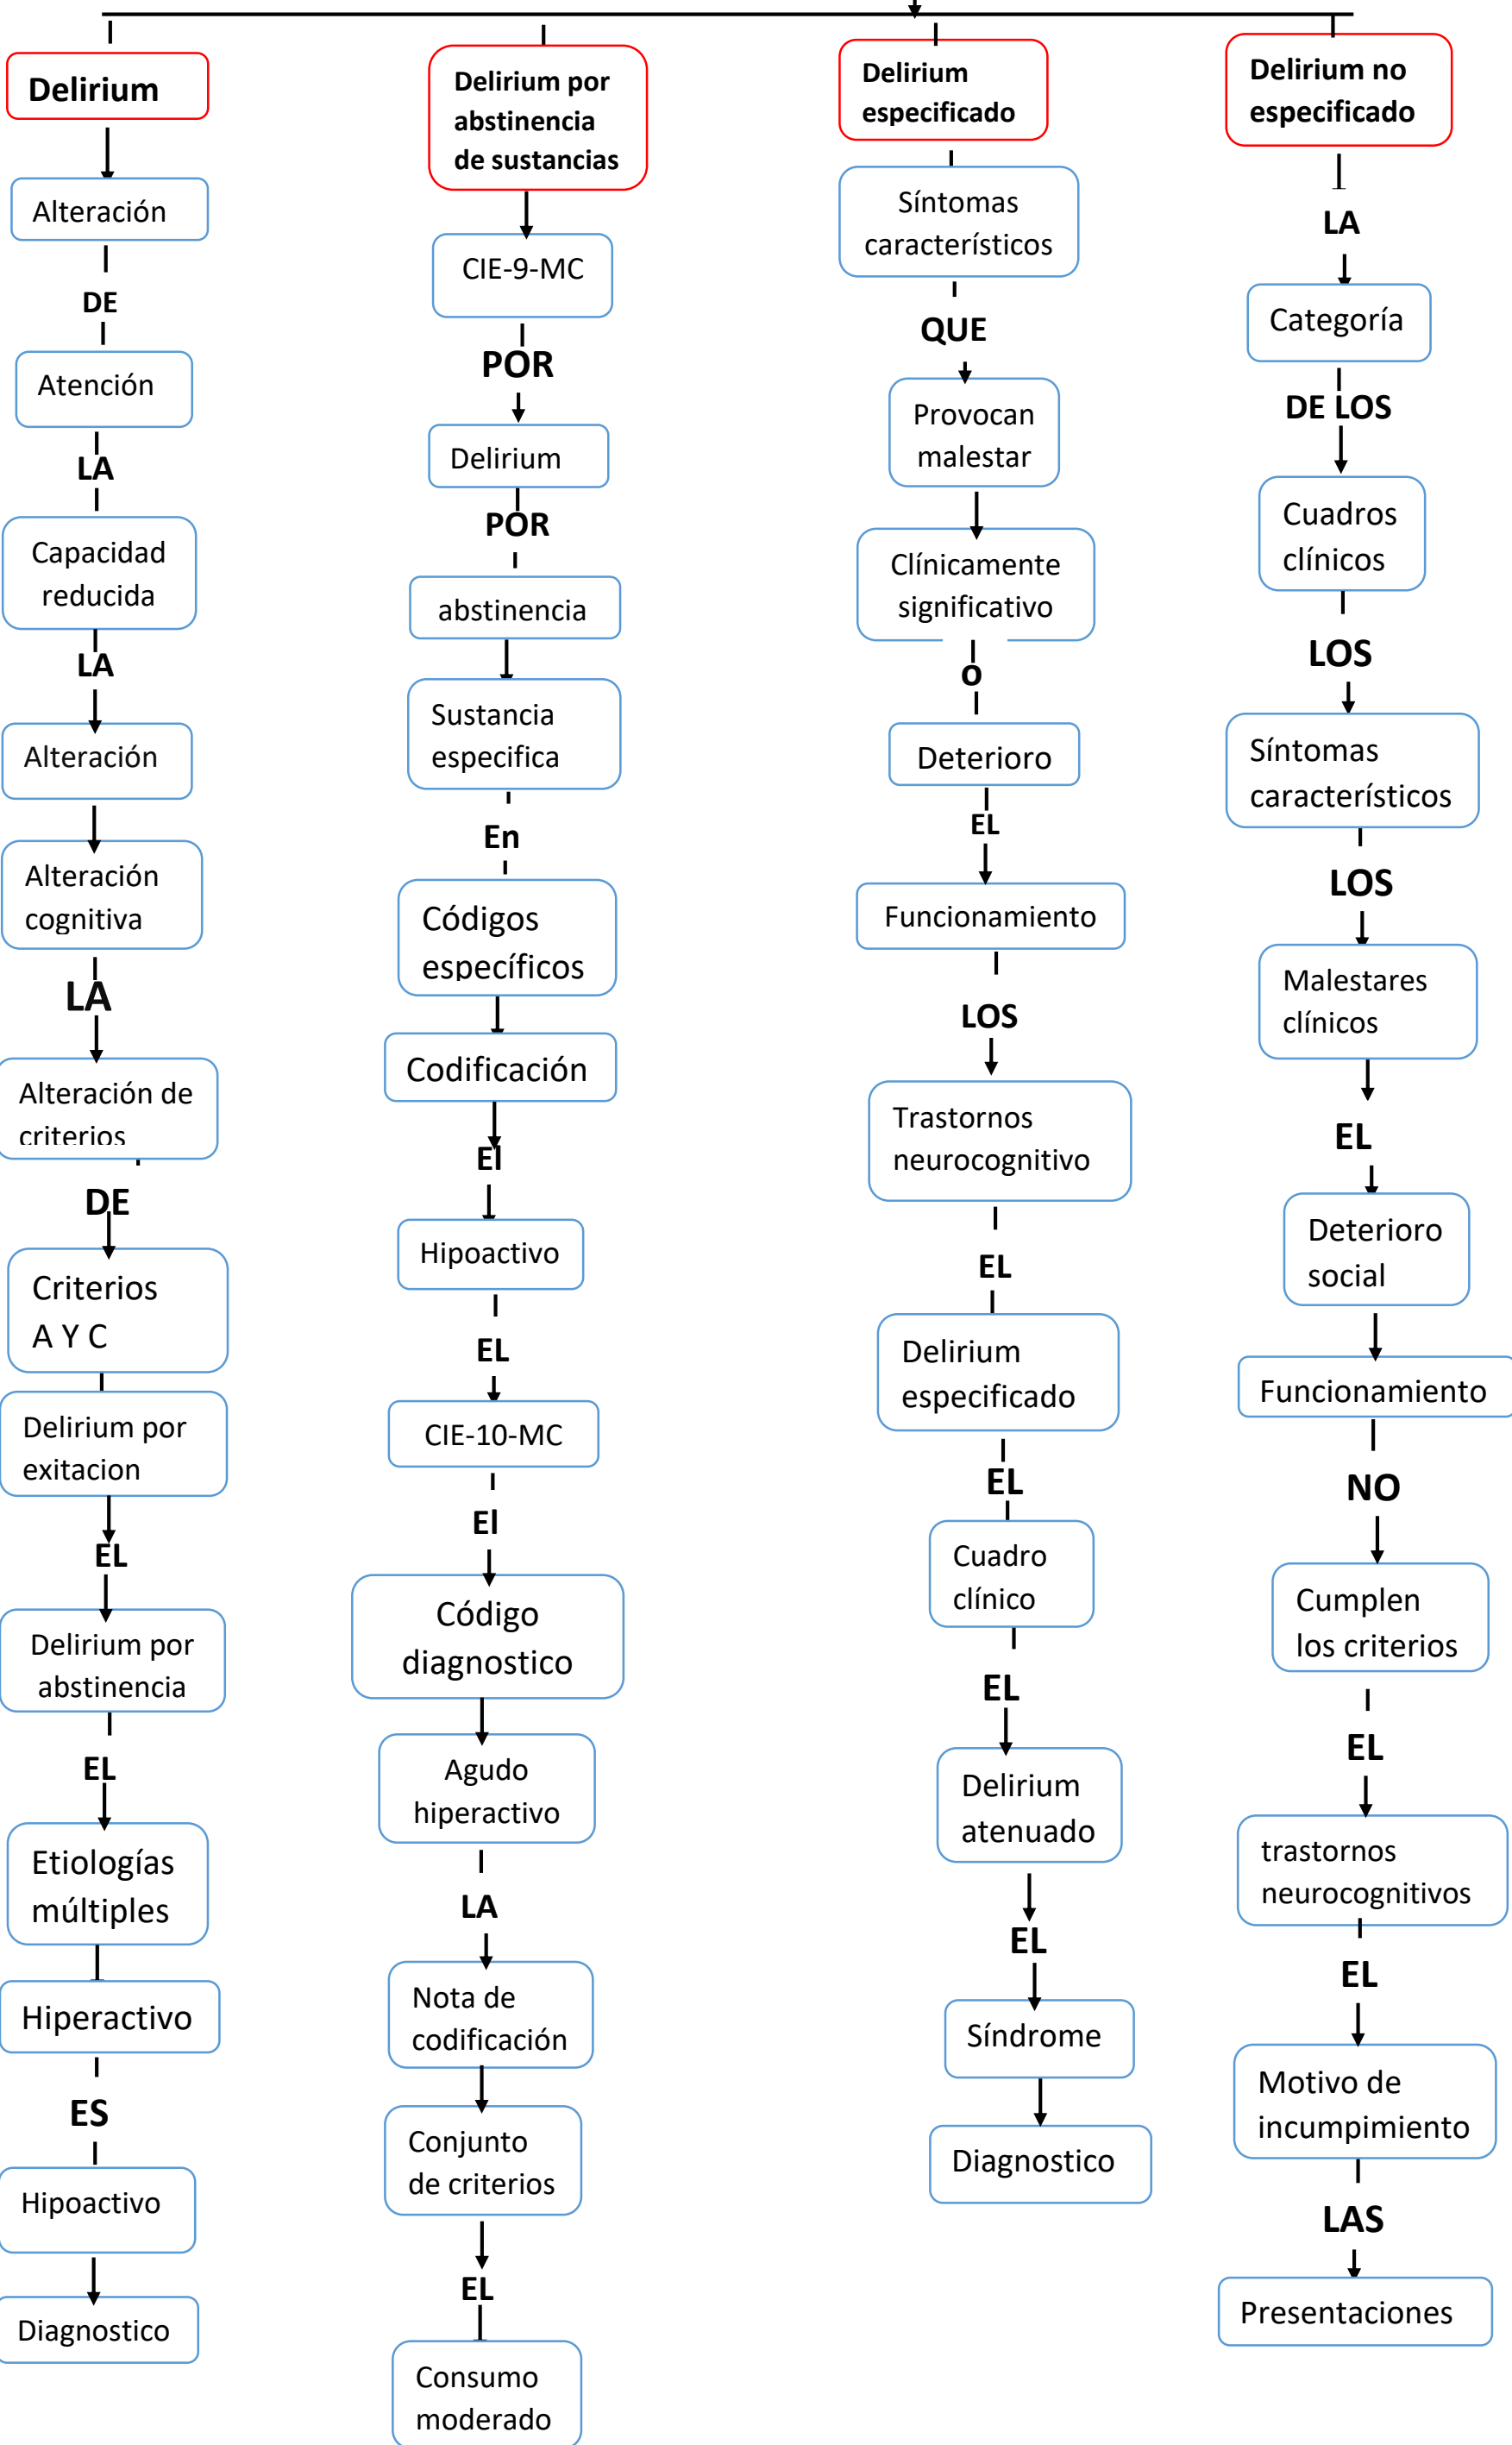 Delirium
Alteración
DE
Atención
LA
Capacidad
reducida
LA
Alteración
Alteración
cognitiva
LA
Alteración de
criterios
DE
Criterios
A Y C
Delirium por
exitacion
EL
Delirium por
abstinencia
EL
Etiologías
múltiples
Hiperactivo
ES
Hipoactivo
Diagnostico
Delirium por
abstinencia
de sustancias
CIE-9-MC
POR
Delirium
POR
abstinencia
Sustancia
especifica
En
Códigos
específicos
Codificación
El
Hipoactivo
EL
CIE-10-MC
El
Código
diagnostico
Agudo
hiperactivo
LA
Nota de
codificación
Conjunto
de criterios
EL
Consumo
moderado
Delirium
especificado
Síntomas
característicos
QUE
Provocan
malestar
Clínicamente
significativo
O
Deterioro
EL
Funcionamiento
LOS
Trastornos
neurocognitivo
EL
Delirium
especificado
EL
Cuadro
clínico
EL
Delirium
atenuado
EL
Síndrome
Diagnostico
Delirium no
especificado
LA
Categoría
DE LOS
Cuadros
clínicos
LOS
Síntomas
característicos
LOS
Malestares
clínicos
EL
Deterioro
social
Funcionamiento
NO
Cumplen
los criterios
EL
trastornos
neurocognitivos
EL
Motivo de
incumpimiento
LAS
Presentaciones